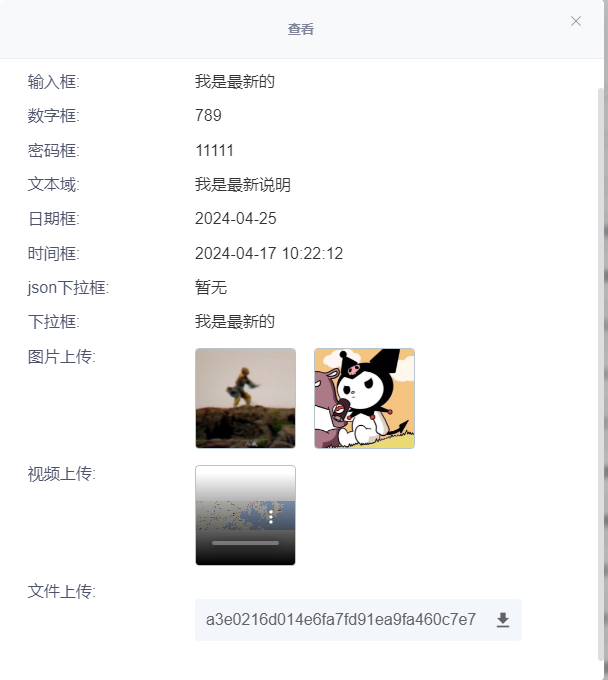 查看
输入框: 我是最新的
数字框: 789
密码框: 11111
文本域: 我是最新说明
日期框: 2024-04-25
时间框: 2024-04-17 10:22:12
json下拉框: 暂无
下拉框: 我是最新的
图片上传:
视频上传:
文件上传:
a3e0216d014e6fa7fd91ea9fa460c7e7